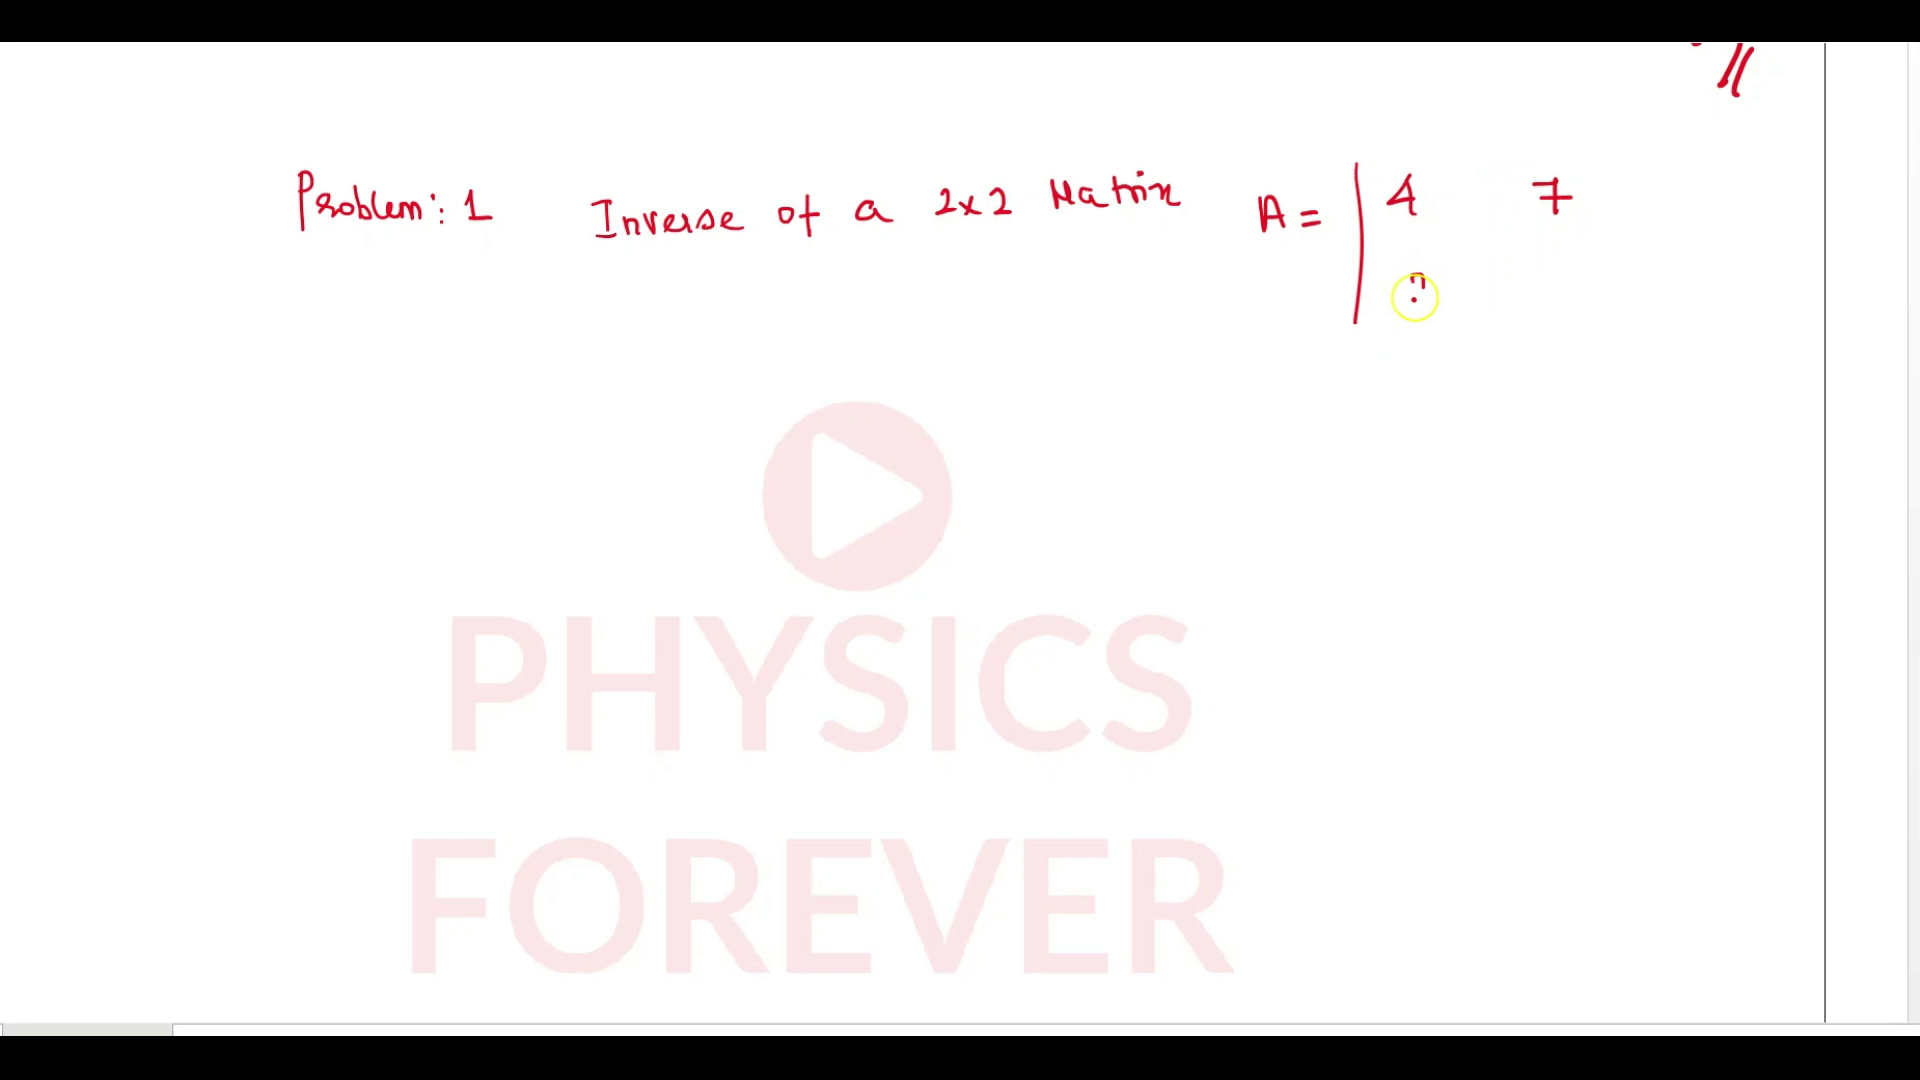 Problem: 1 Inverse of a 2x2 Matrix A = | 4 7
PHYSICS
FOREVER